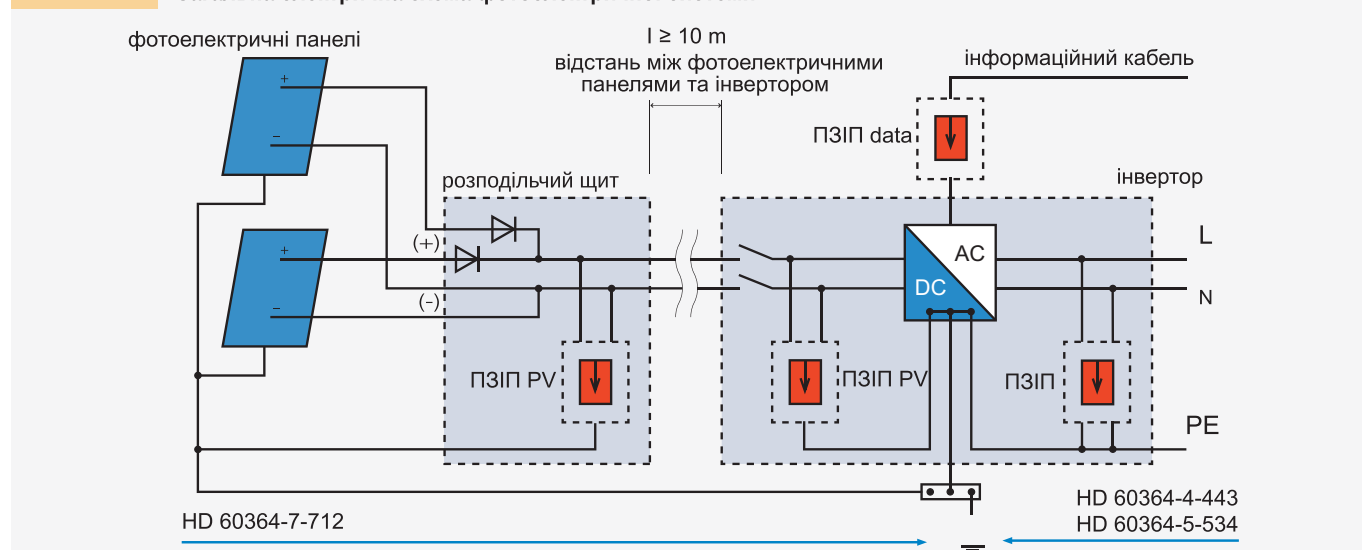 фотоелектричні панелі
l ≥ 10 m
відстань між фотоелектричними
панелями та інвертором
інформаційний кабель
ПЗІП data
розподільчий щит
інвертор
+
−
(+)
(-)
+
−
AC
DC
L
N
ПЗІП PV
ПЗІП PV
ПЗІП
PE
HD 60364-7-712
HD 60364-4-443
HD 60364-5-534